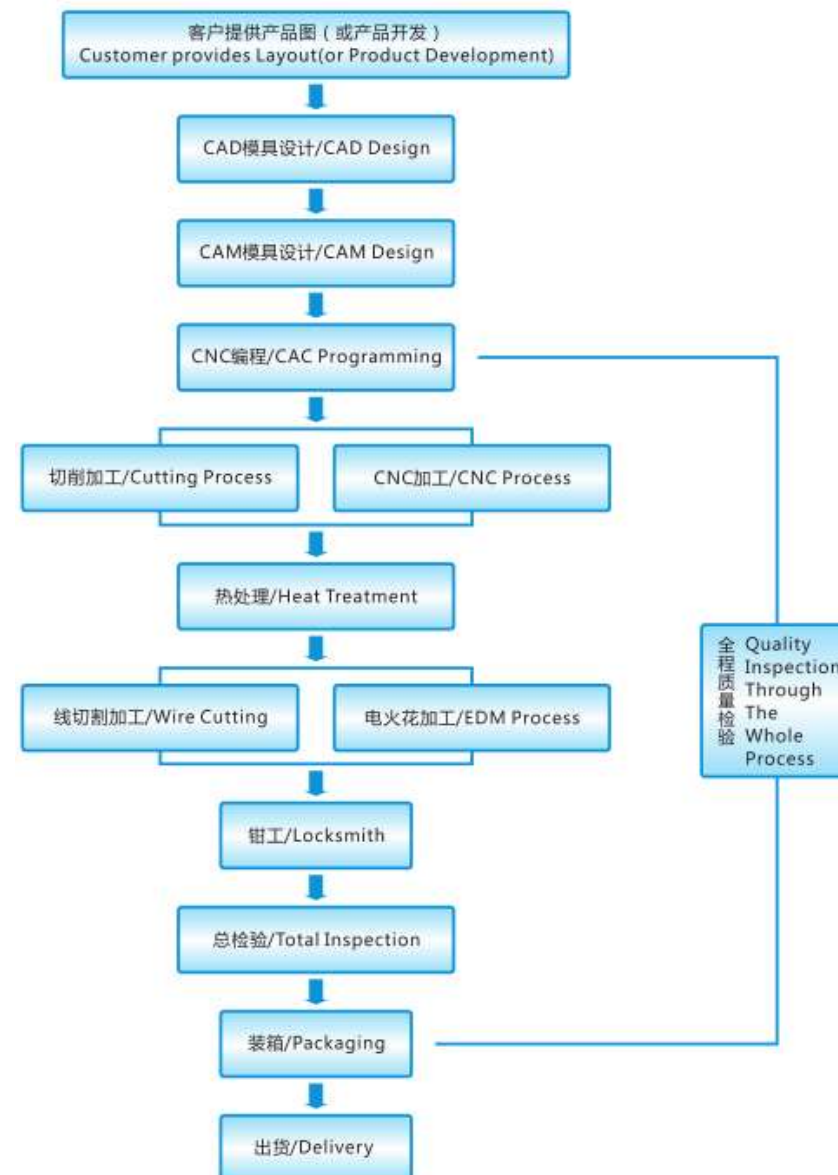 客户提供产品图（或产品开发）
Customer provides Layout(or Product Development)
CAD模具设计/CAD Design
CAM模具设计/CAM Design
CNC编程/CAC Programming
切削加工/Cutting Process
CNC加工/CNC Process
热处理/Heat Treatment
线切割加工/Wire Cutting
电火花加工/EDM Process
钳工/Locksmith
总检验/Total Inspection
装箱/Packaging
出货/Delivery
全程质量检验
Quality
Inspection
Through
The
Whole
Process